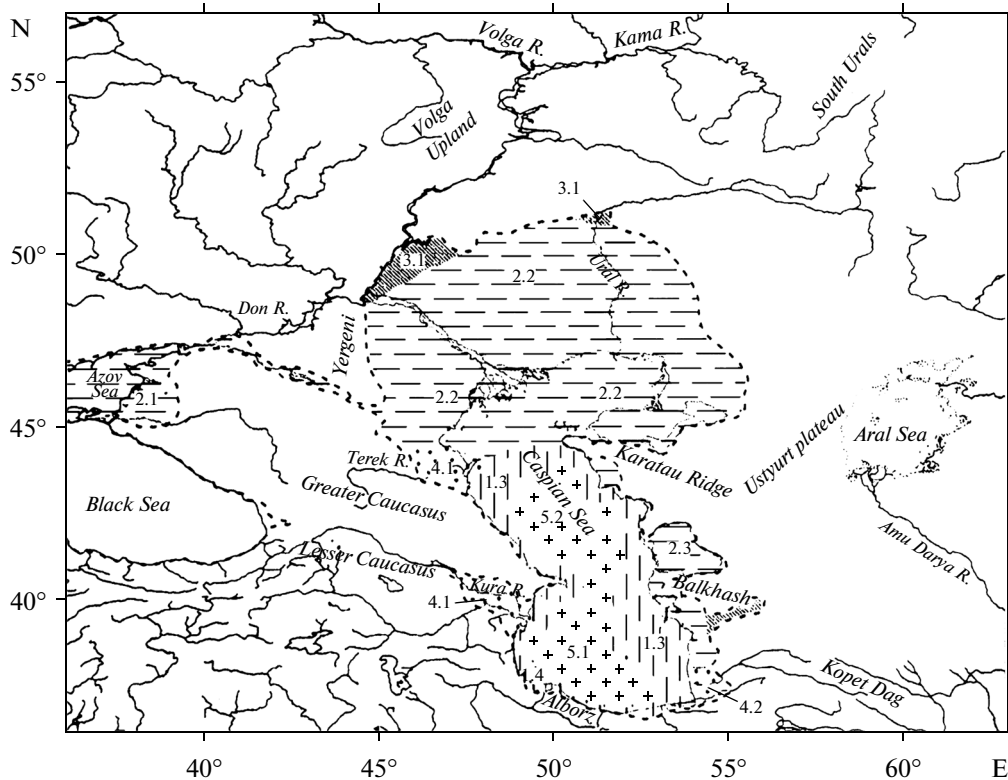 N
55°
50°
45°
40°
Volga R.
Kama R.
South Urals
Volga
Upland
3.1
3.1
2.2
Ural R.
Don R.
Yergeni
Azov
Sea
2.1
2.2
2.2
Ustyurt plateau
Aral Sea
Terek R.
4.1
1.3
Caspian Sea
Karatau Ridge
Black Sea
Greater Caucasus
5.2
2.3
Amu Darya R.
Lesser Caucasus
Kura R.
Balkhash
4.1
5.1
1.3
1.4
Alborz
4.2
Kopet Dag
40°
45°
50°
55°
60°
E